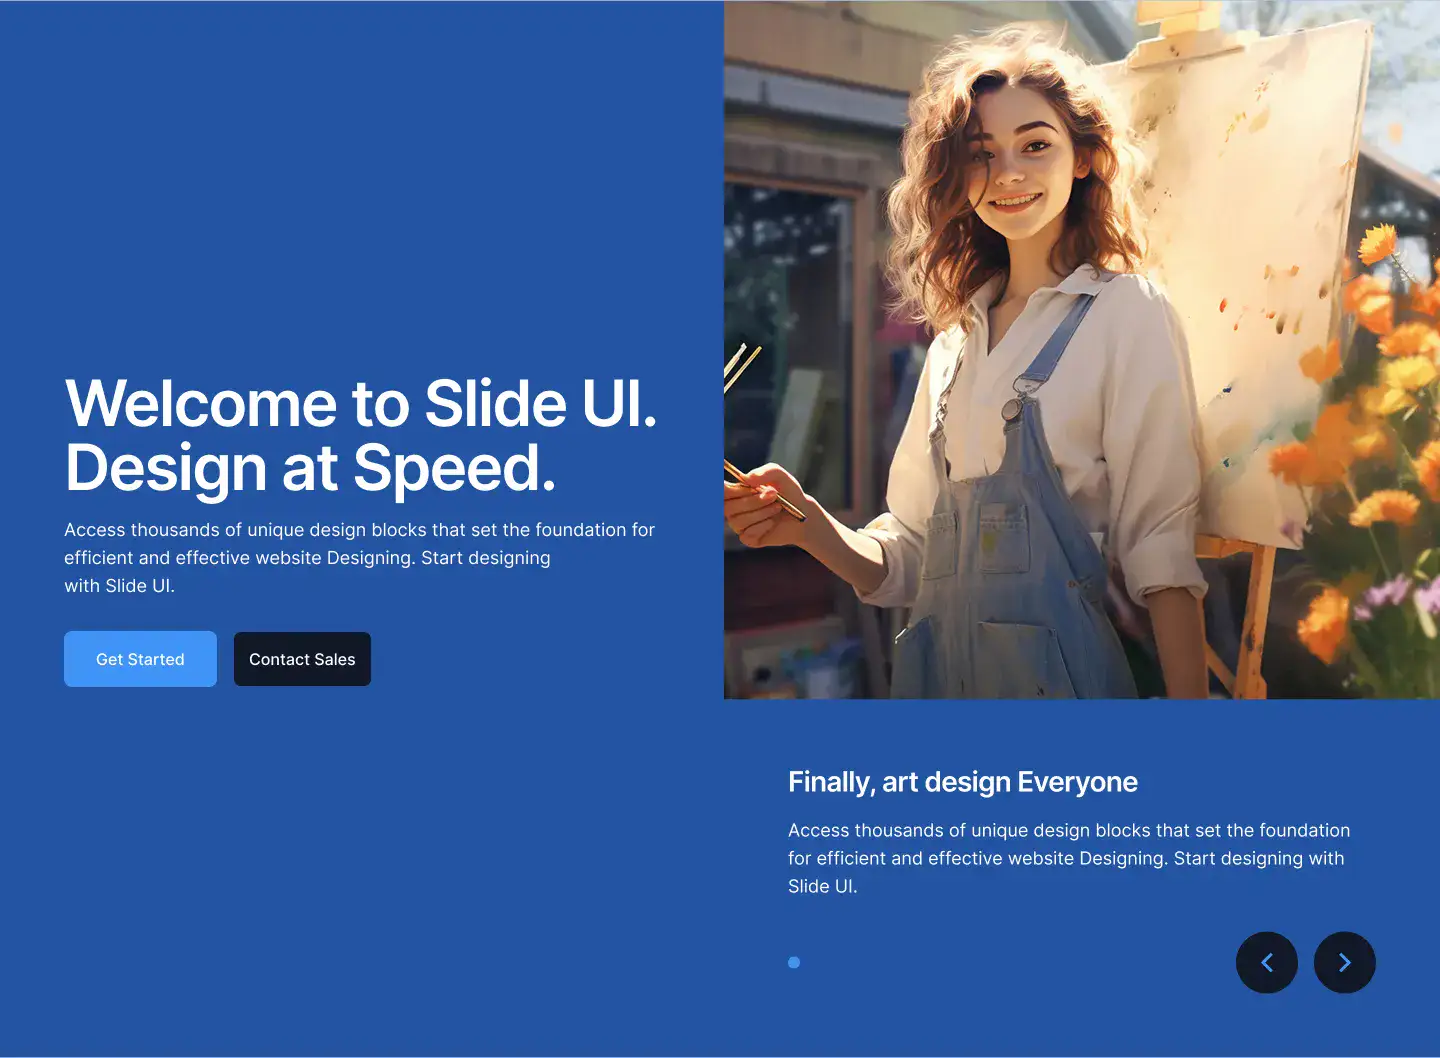 Welcome to Slide UI.
Design at Speed.
Access thousands of unique design blocks that set the foundation for
efficient and effective website Designing. Start designing
with Slide UI.
Get Started
Contact Sales
Finally, art design Everyone
Access thousands of unique design blocks that set the foundation
for efficient and effective website Designing. Start designing with
Slide UI.